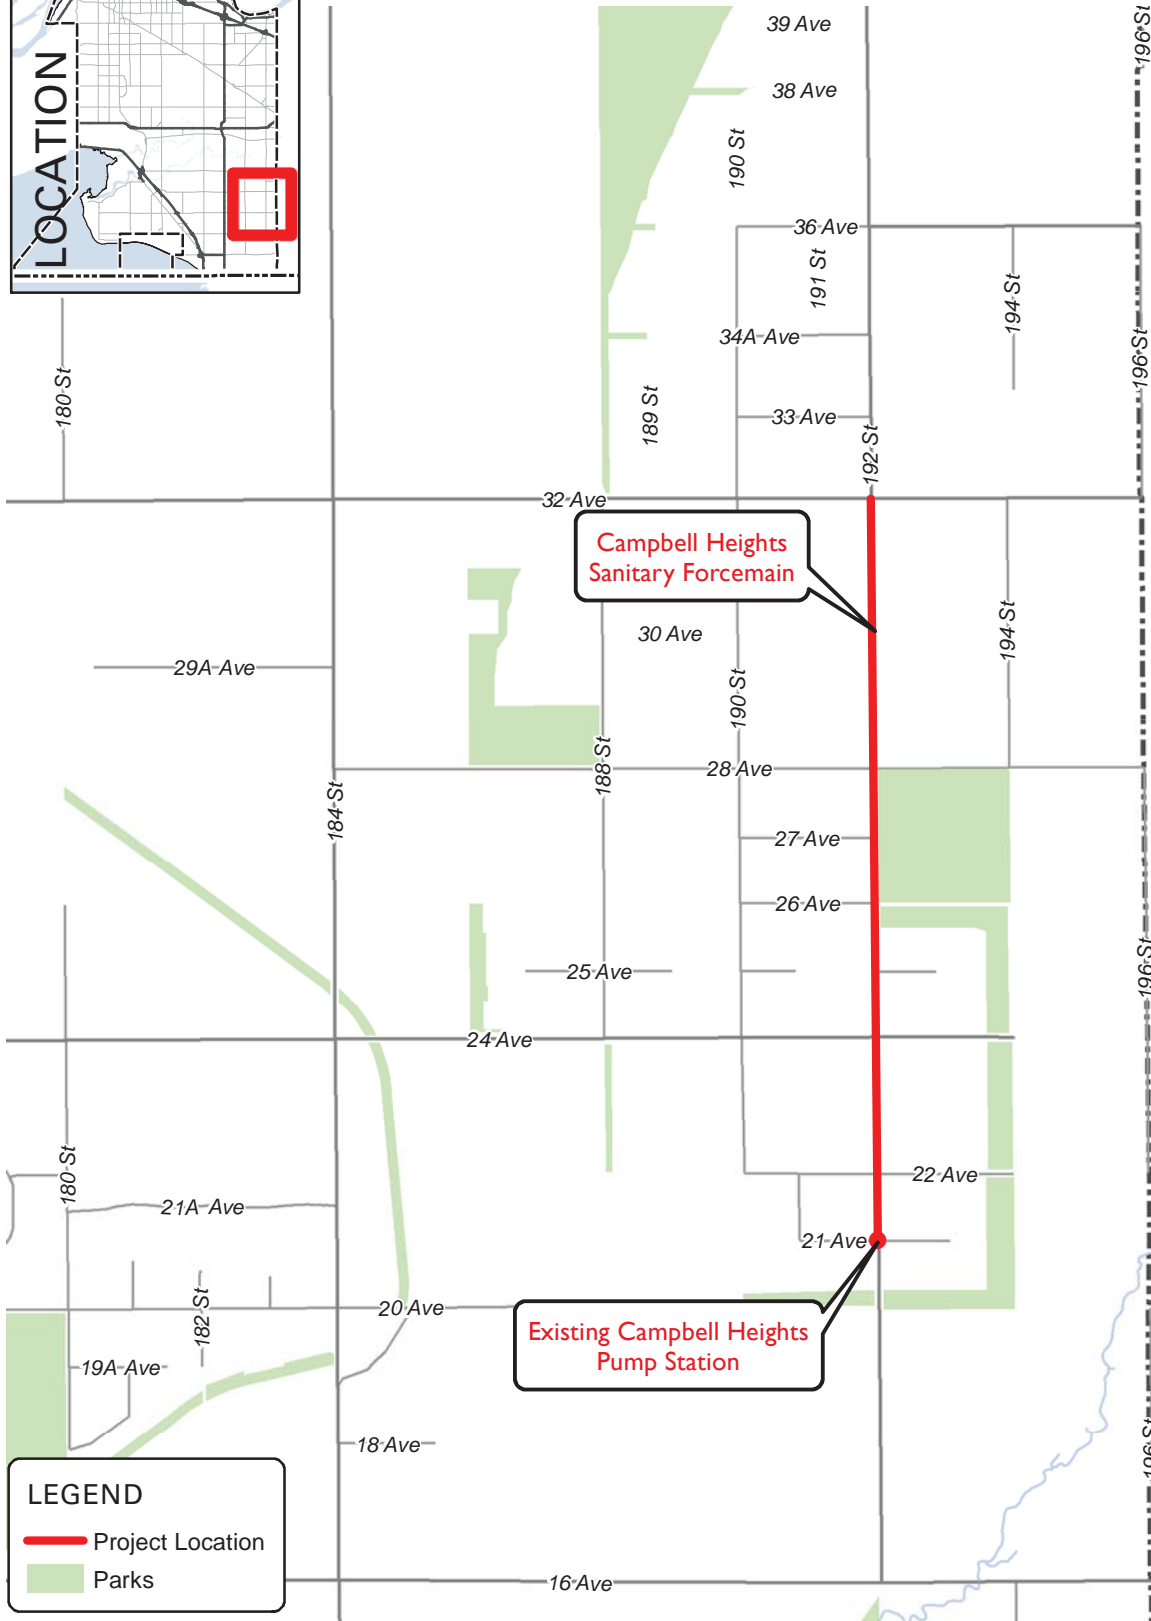 LOCATION
39 Ave
196 St
38 Ave
190 St
36 Ave
191 St
194 St
34A Ave
196 St
180 St
189 St
33 Ave
192 St
32 Ave
Campbell Heights
Sanitary Forcemain
30 Ave
194 St
29A Ave
190 St
188 St
28 Ave
184 St
27 Ave
26 Ave
25 Ave
196 St
24 Ave
180 St
22 Ave
21A Ave
21 Ave
182 St
20 Ave
Existing Campbell Heights
Pump Station
19A Ave
18 Ave
196 St
LEGEND
Project Location
Parks
16 Ave